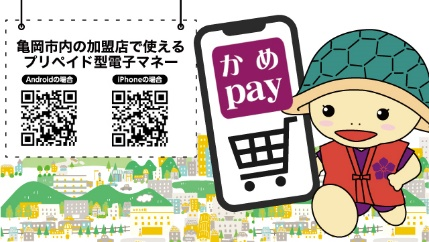 亀岡市内の加盟店で使える
プリペイド型電子マネー
Androidの場合
iPhoneの場合
かめ
pay